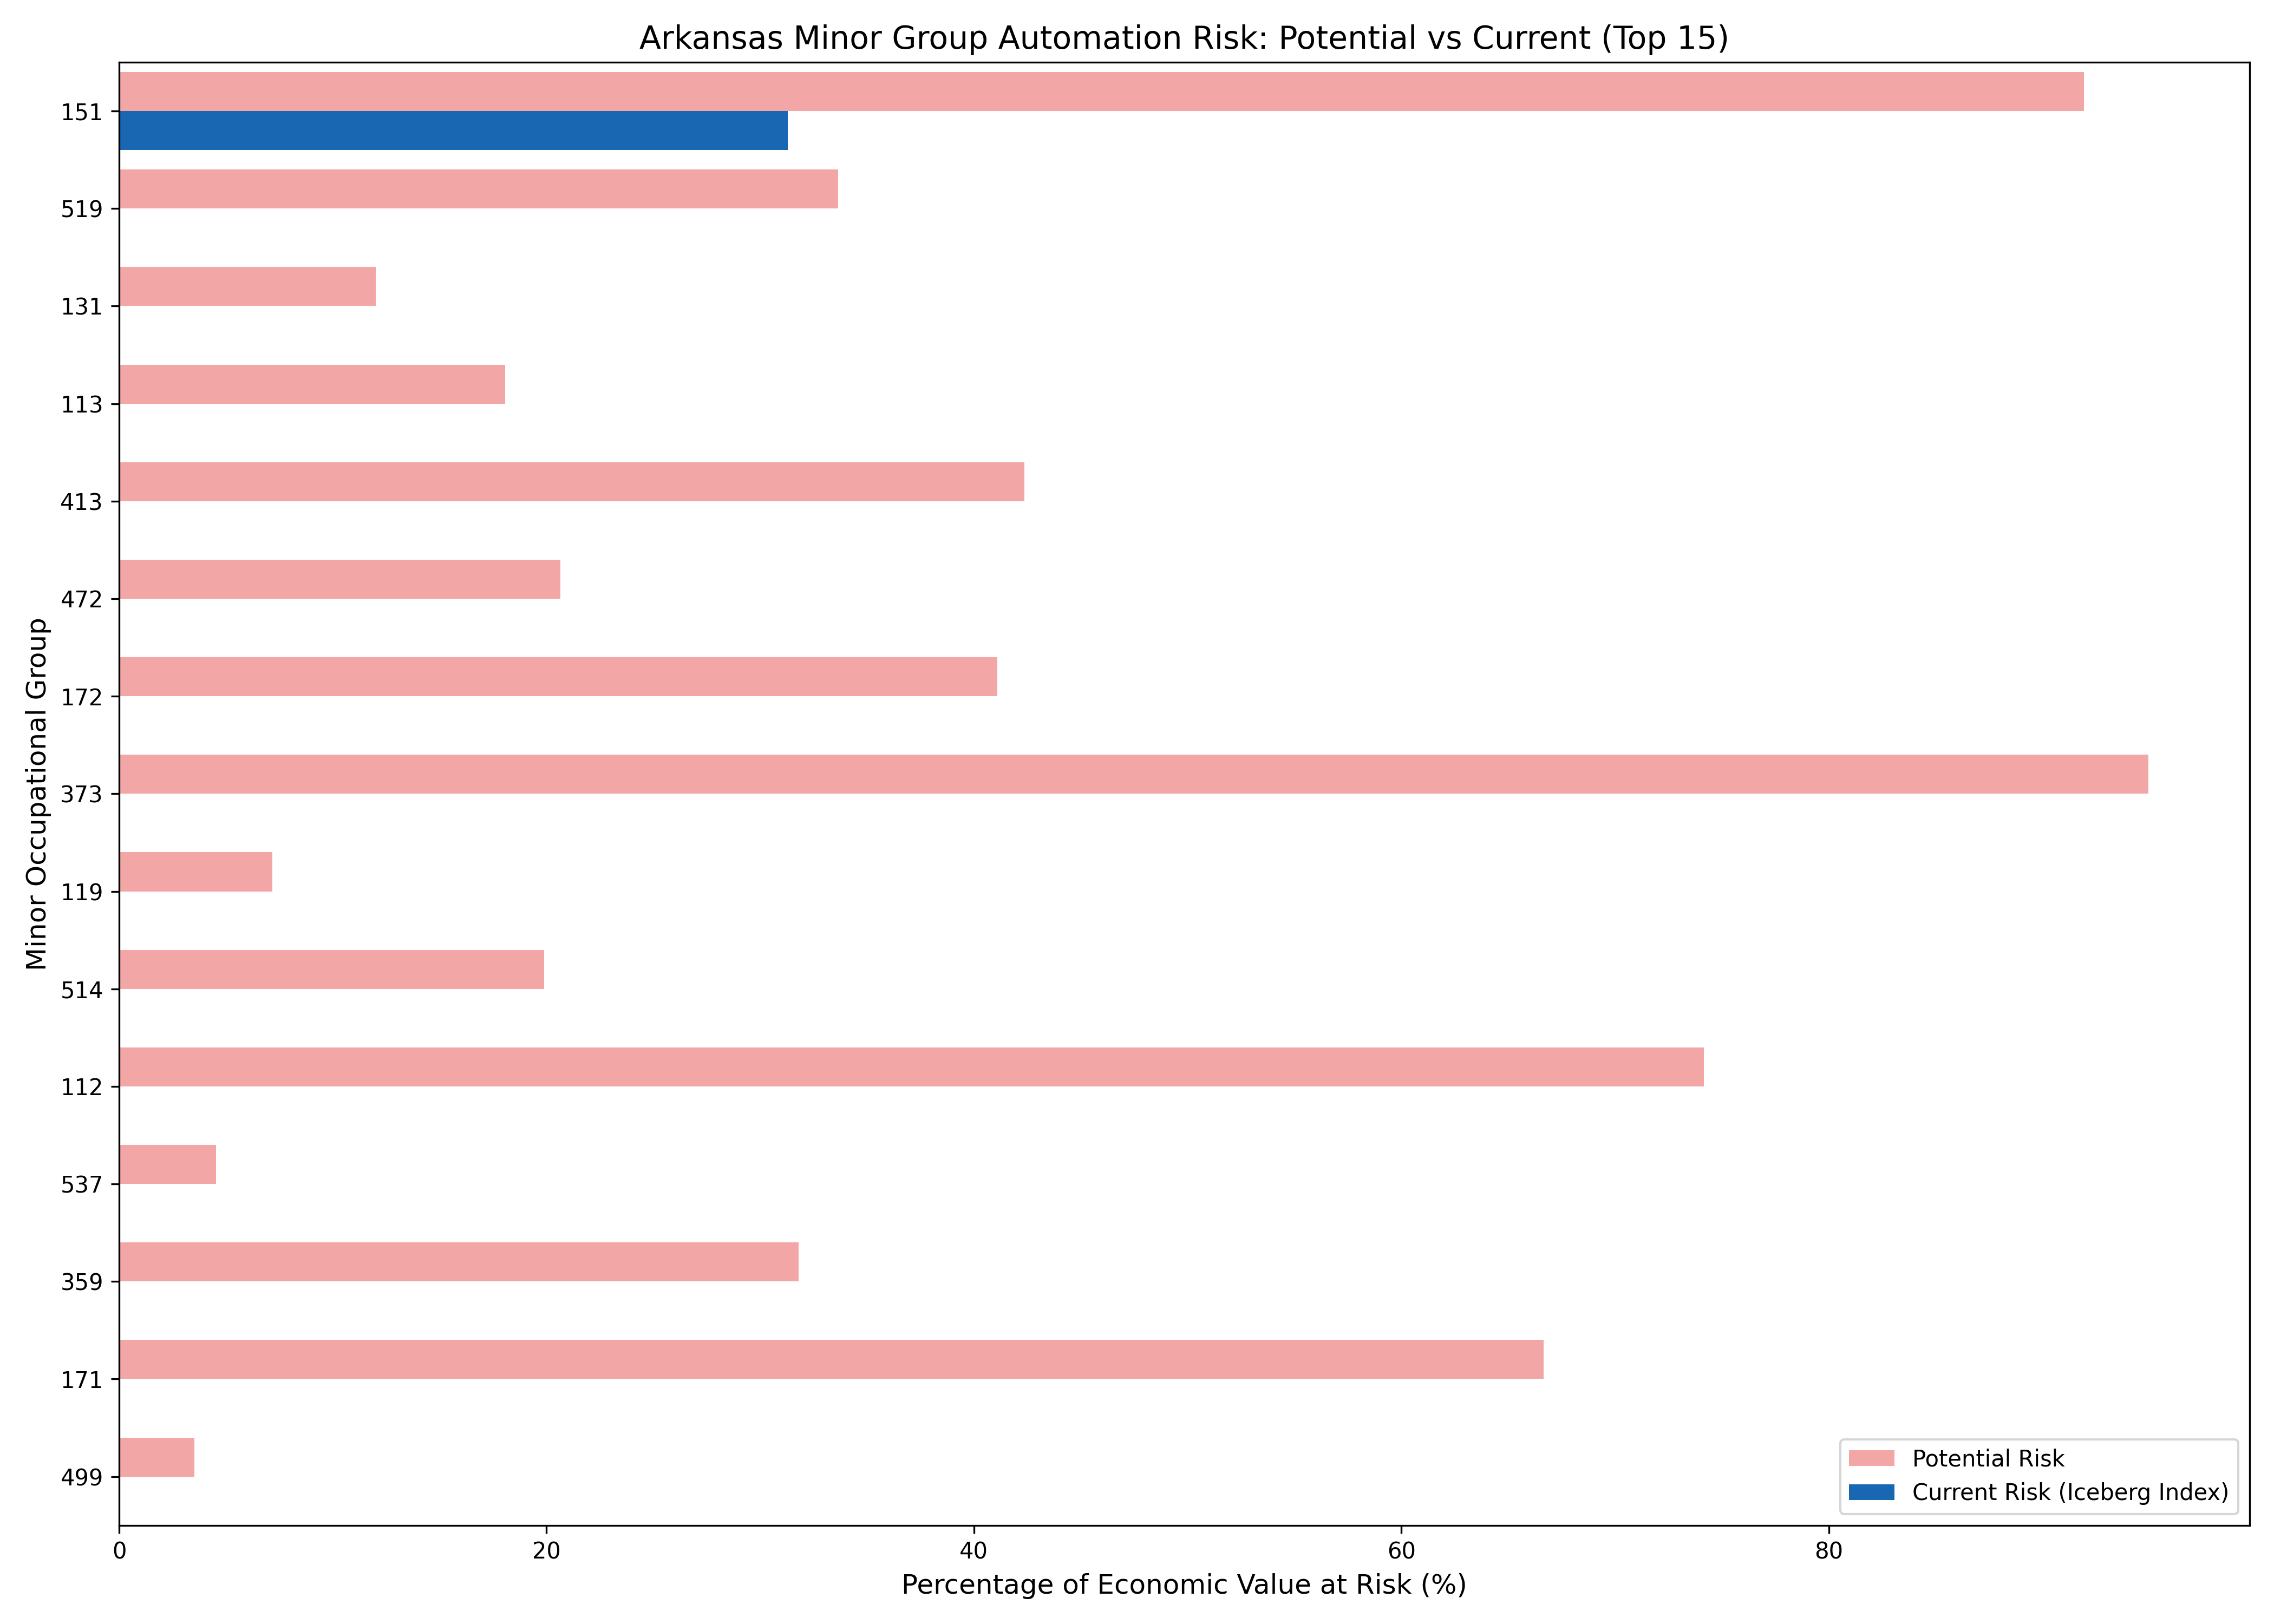 Arkansas Minor Group Automation Risk: Potential vs Current (Top 15)
Minor Occupational Group
151
519
131
113
413
472
172
373
119
514
112
537
359
171
499
0 20 40 60 80
Percentage of Economic Value at Risk (%)
Potential Risk
Current Risk (Iceberg Index)